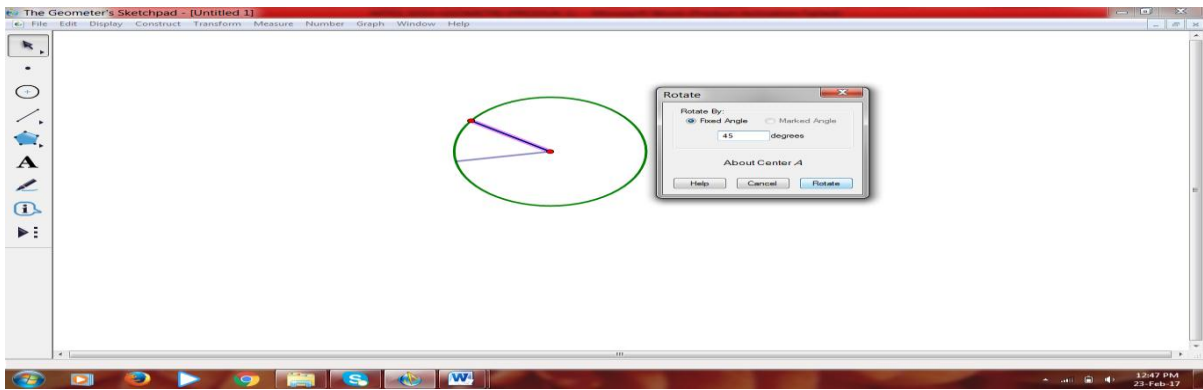 The Geometer's Sketchpad - [Untitled 1]
File Edit Display Construct Transform Measure Number Graph Window Help
A
Rotate
Rotate By:
Fixed Angle Marked Angle
45 degrees
About Center A
Help Cancel Rotate
W
12:47 PM
23-Feb-17